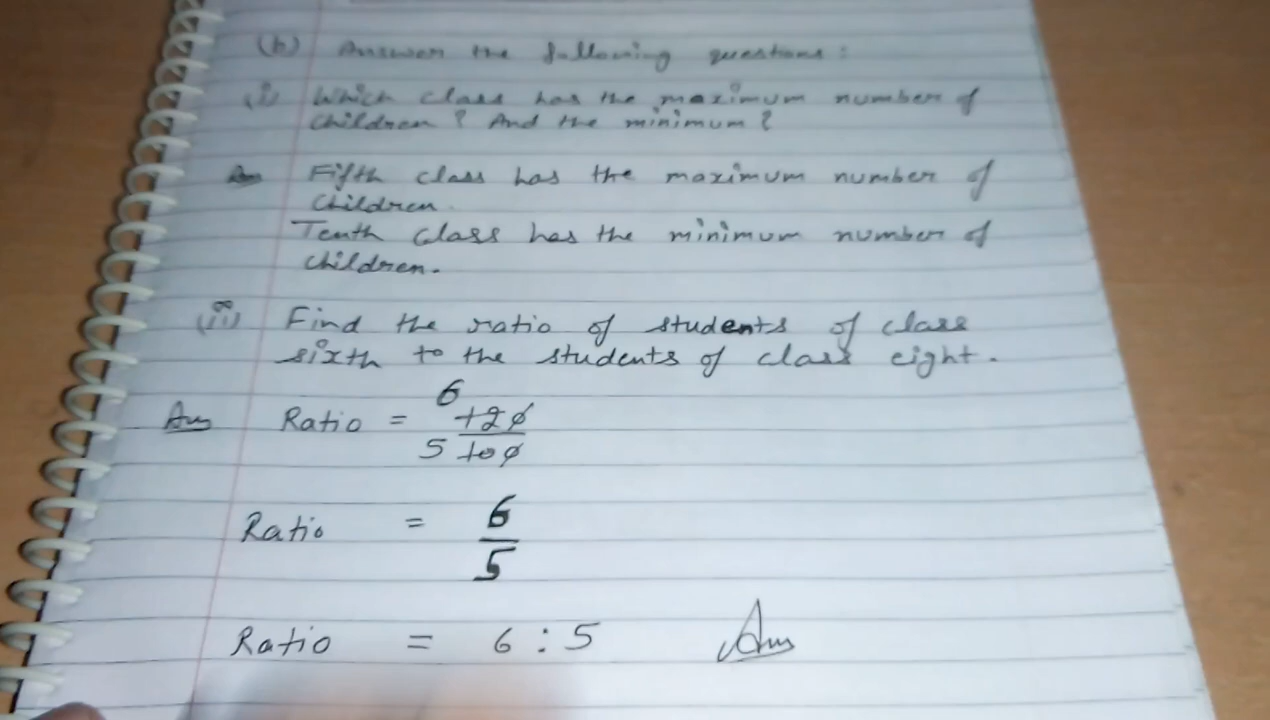 (b) Answer the following questions:
(i) Which class has the maximum number of
children? And the minimum?
Ans Fifth class has the maximum number of
children.
Tenth class has the minimum number of
children.
(ii) Find the ratio of students of class
sixth to the students of class eight.
6
Ans Ratio = 120
5 100
Ratio = 6
5
Ratio = 6 : 5 Ans